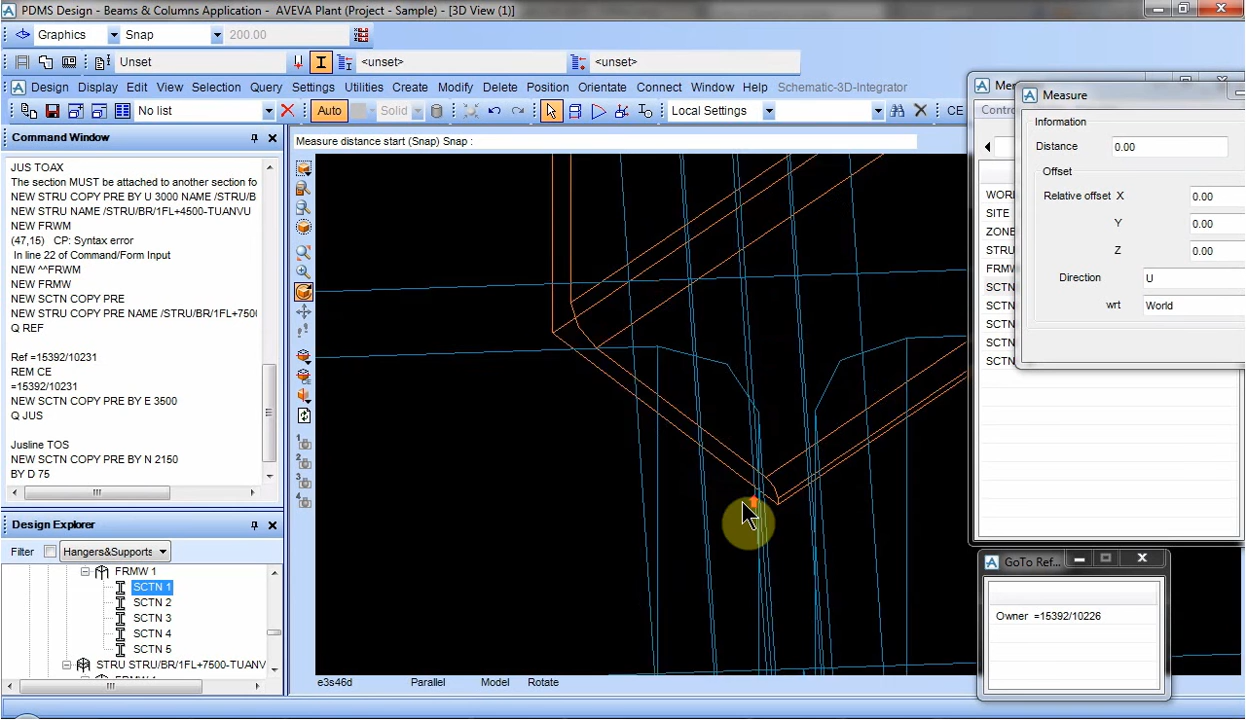 PDMS Design - Beams & Columns Application - AVEVA Plant (Project - Sample) - [3D View (1)]
Graphics Snap 200.00
Unset <unset> <unset>
Design Display Edit View Selection Query Settings Utilities Create Modify Delete Position Orientate Connect Window Help Schematic-3D-Integrator
No list Auto Solid Local Settings CE
Command Window
Measure distance start (Snap) Snap :
JUS TOAX
The section MUST be attached to another section fo
NEW STRU COPY PRE BY U 3000 NAME /STRU/B
NEW STRU NAME /STRU/BR/1FL+4500-TUANVU
NEW FRWM
(47,15) CP: Syntax error
In line 22 of Command/Form Input
NEW ^^FRWM
NEW FRMW
NEW SCTN COPY PRE
NEW STRU COPY PRE NAME /STRU/BR/1FL+750
Q REF
Ref =15392/10231
REM CE
=15392/10231
NEW SCTN COPY PRE BY E 3500
Q JUS
Jusline TOS
NEW SCTN COPY PRE BY N 2150
BY D 75
Design Explorer
Filter Hangers&Supports
FRMW 1
SCTN 1
SCTN 2
SCTN 3
SCTN 4
SCTN 5
STRU STRU/BR/1FL+7500-TUANV
FRMW 1
1
2
3
4
e3s46d Parallel Model Rotate
Me
Contro
WORL
SITE
ZONE
STRU
FRMW
SCTN
SCTN
SCTN
SCTN
SCTN
Measure
Information
Distance 0.00
Offset
Relative offset X 0.00
Y 0.00
Z 0.00
Direction U
wrt World
GoTo Ref...
Owner =15392/10226